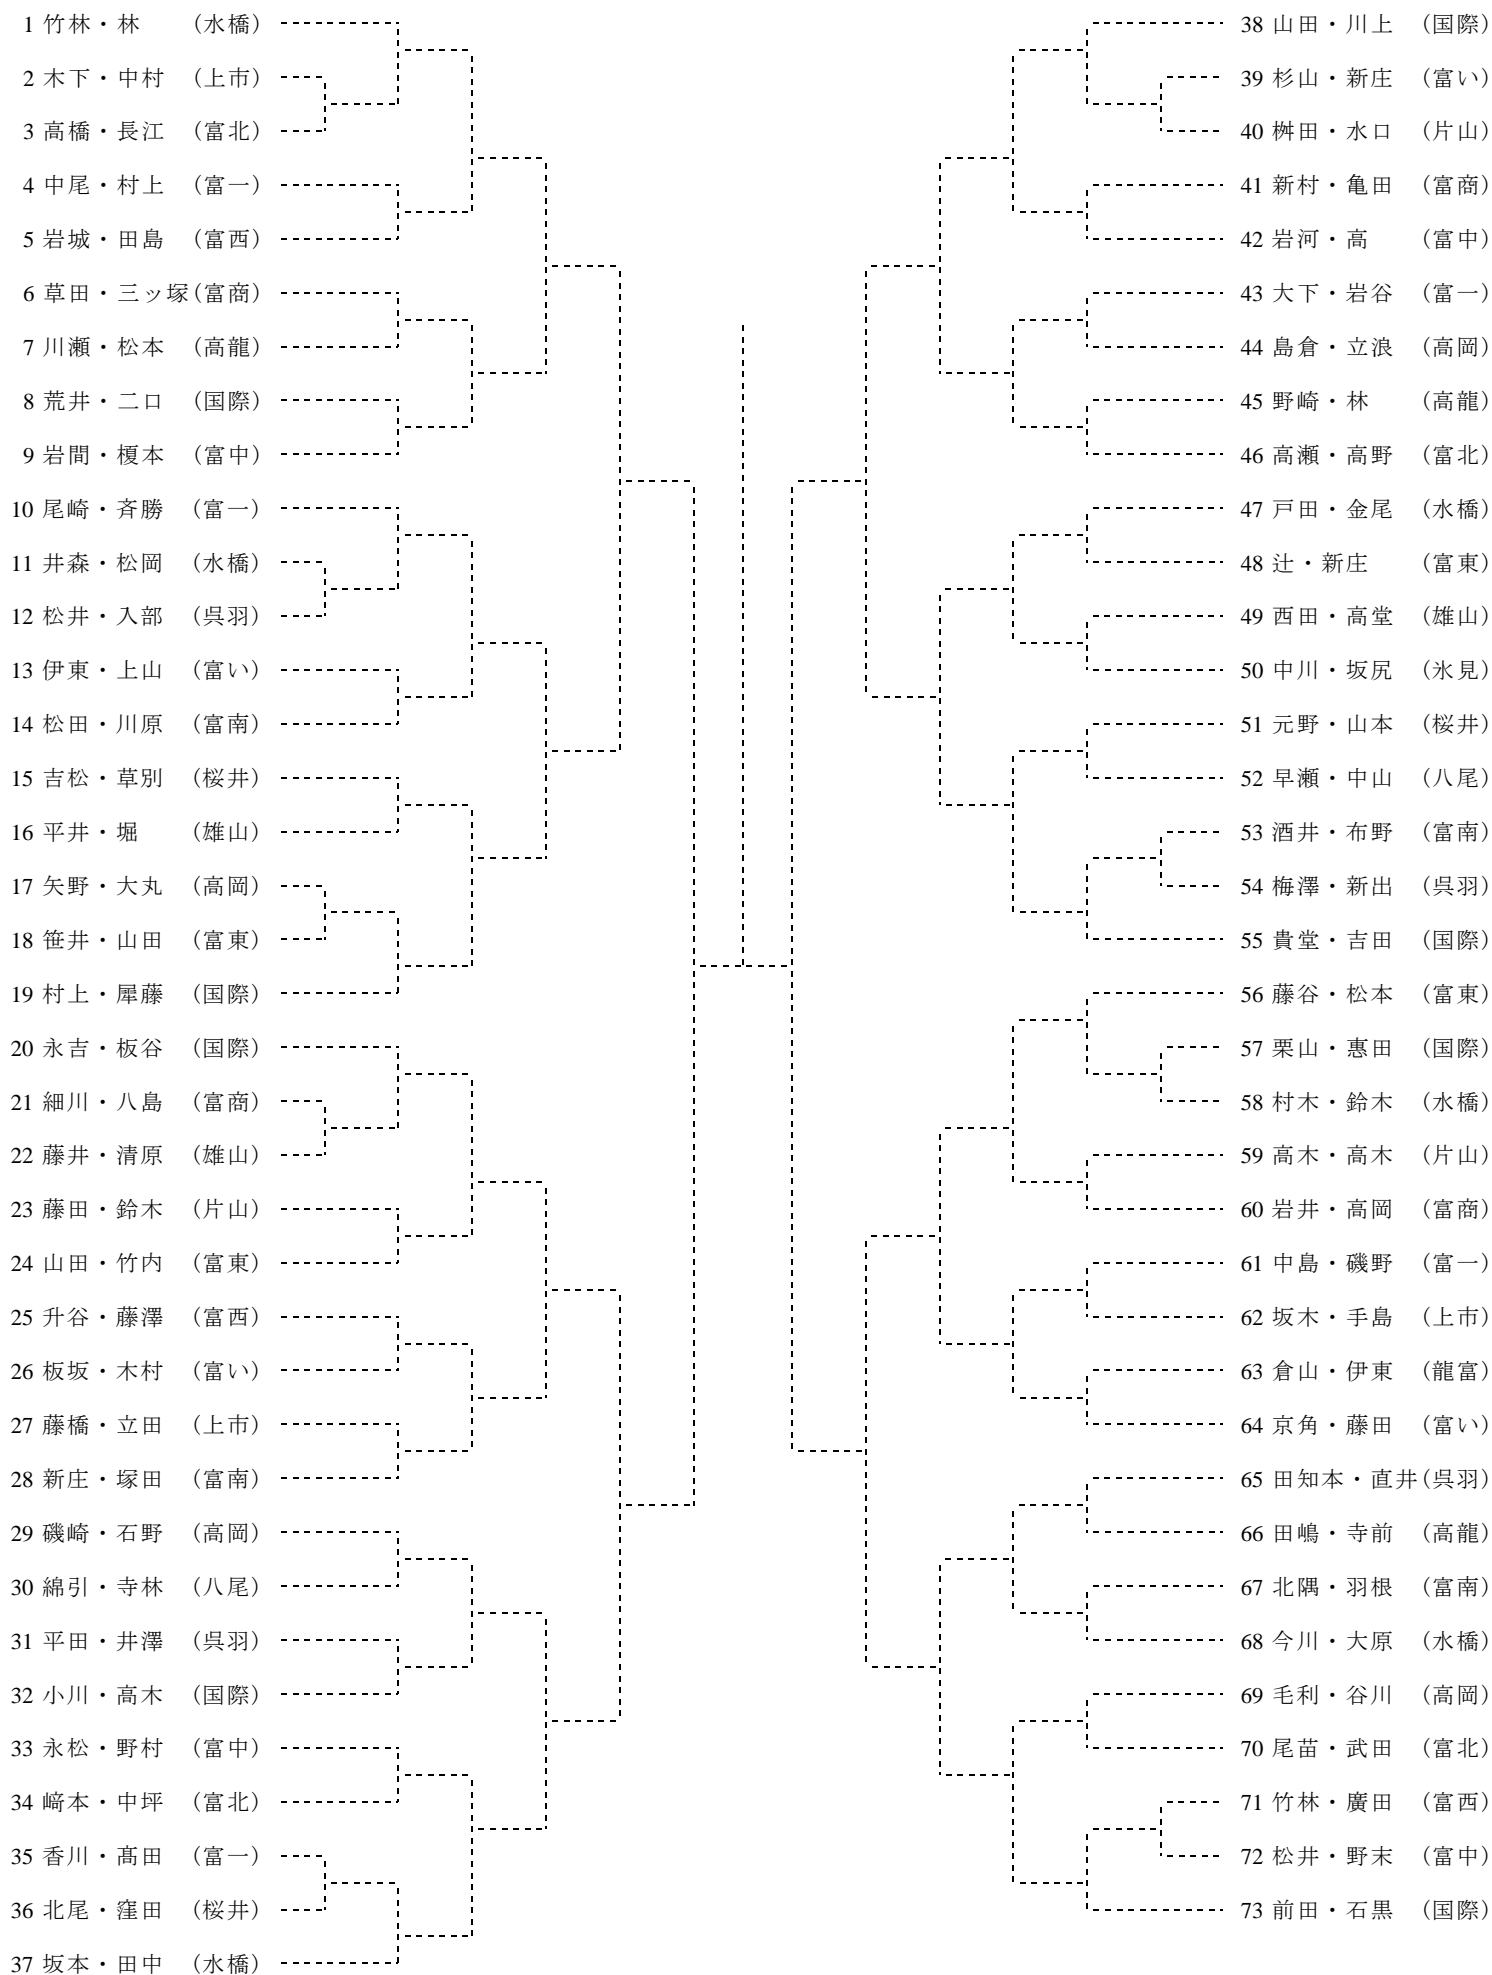 1 竹林・林 （水橋）
2 木下・中村 （上市）
3 高橋・長江 （富北）
4 中尾・村上 （富一）
5 岩城・田島 （富西）
6 草田・三ッ塚(富商）
7 川瀬・松本 （高龍）
8 荒井・二口 （国際）
9 岩間・榎本 （富中）
10 尾崎・斉勝 （富一）
11 井森・松岡 （水橋）
12 松井・入部 （呉羽）
13 伊東・上山 （富い）
14 松田・川原 （富南）
15 吉松・草別 （桜井）
16 平井・堀 （雄山）
17 矢野・大丸 （高岡）
18 笹井・山田 （富東）
19 村上・犀藤 （国際）
20 永吉・板谷 （国際）
21 細川・八島 （富商）
22 藤井・清原 （雄山）
23 藤田・鈴木 （片山）
24 山田・竹内 （富東）
25 升谷・藤澤 （富西）
26 板坂・木村 （富い）
27 藤橋・立田 （上市）
28 新庄・塚田 （富南）
29 磯崎・石野 （高岡）
30 綿引・寺林 （八尾）
31 平田・井澤 （呉羽）
32 小川・高木 （国際）
33 永松・野村 （富中）
34 﨑本・中坪 （富北）
35 香川・髙田 （富一）
36 北尾・窪田 （桜井）
37 坂本・田中 （水橋）
38 山田・川上 （国際）
39 杉山・新庄 （富い）
40 桝田・水口 （片山）
41 新村・亀田 （富商）
42 岩河・高 （富中）
43 大下・岩谷 （富一）
44 島倉・立浪 （高岡）
45 野崎・林 （高龍）
46 高瀬・高野 （富北）
47 戸田・金尾 （水橋）
48 辻・新庄 （富東）
49 西田・高堂 （雄山）
50 中川・坂尻 （氷見）
51 元野・山本 （桜井）
52 早瀬・中山 （八尾）
53 酒井・布野 （富南）
54 梅澤・新出 （呉羽）
55 貴堂・吉田 （国際）
56 藤谷・松本 （富東）
57 栗山・惠田 （国際）
58 村木・鈴木 （水橋）
59 高木・高木 （片山）
60 岩井・高岡 （富商）
61 中島・磯野 （富一）
62 坂木・手島 （上市）
63 倉山・伊東 （龍富）
64 京角・藤田 （富い）
65 田知本・直井(呉羽）
66 田嶋・寺前 （高龍）
67 北隅・羽根 （富南）
68 今川・大原 （水橋）
69 毛利・谷川 （高岡）
70 尾苗・武田 （富北）
71 竹林・廣田 （富西）
72 松井・野末 （富中）
73 前田・石黒 （国際）